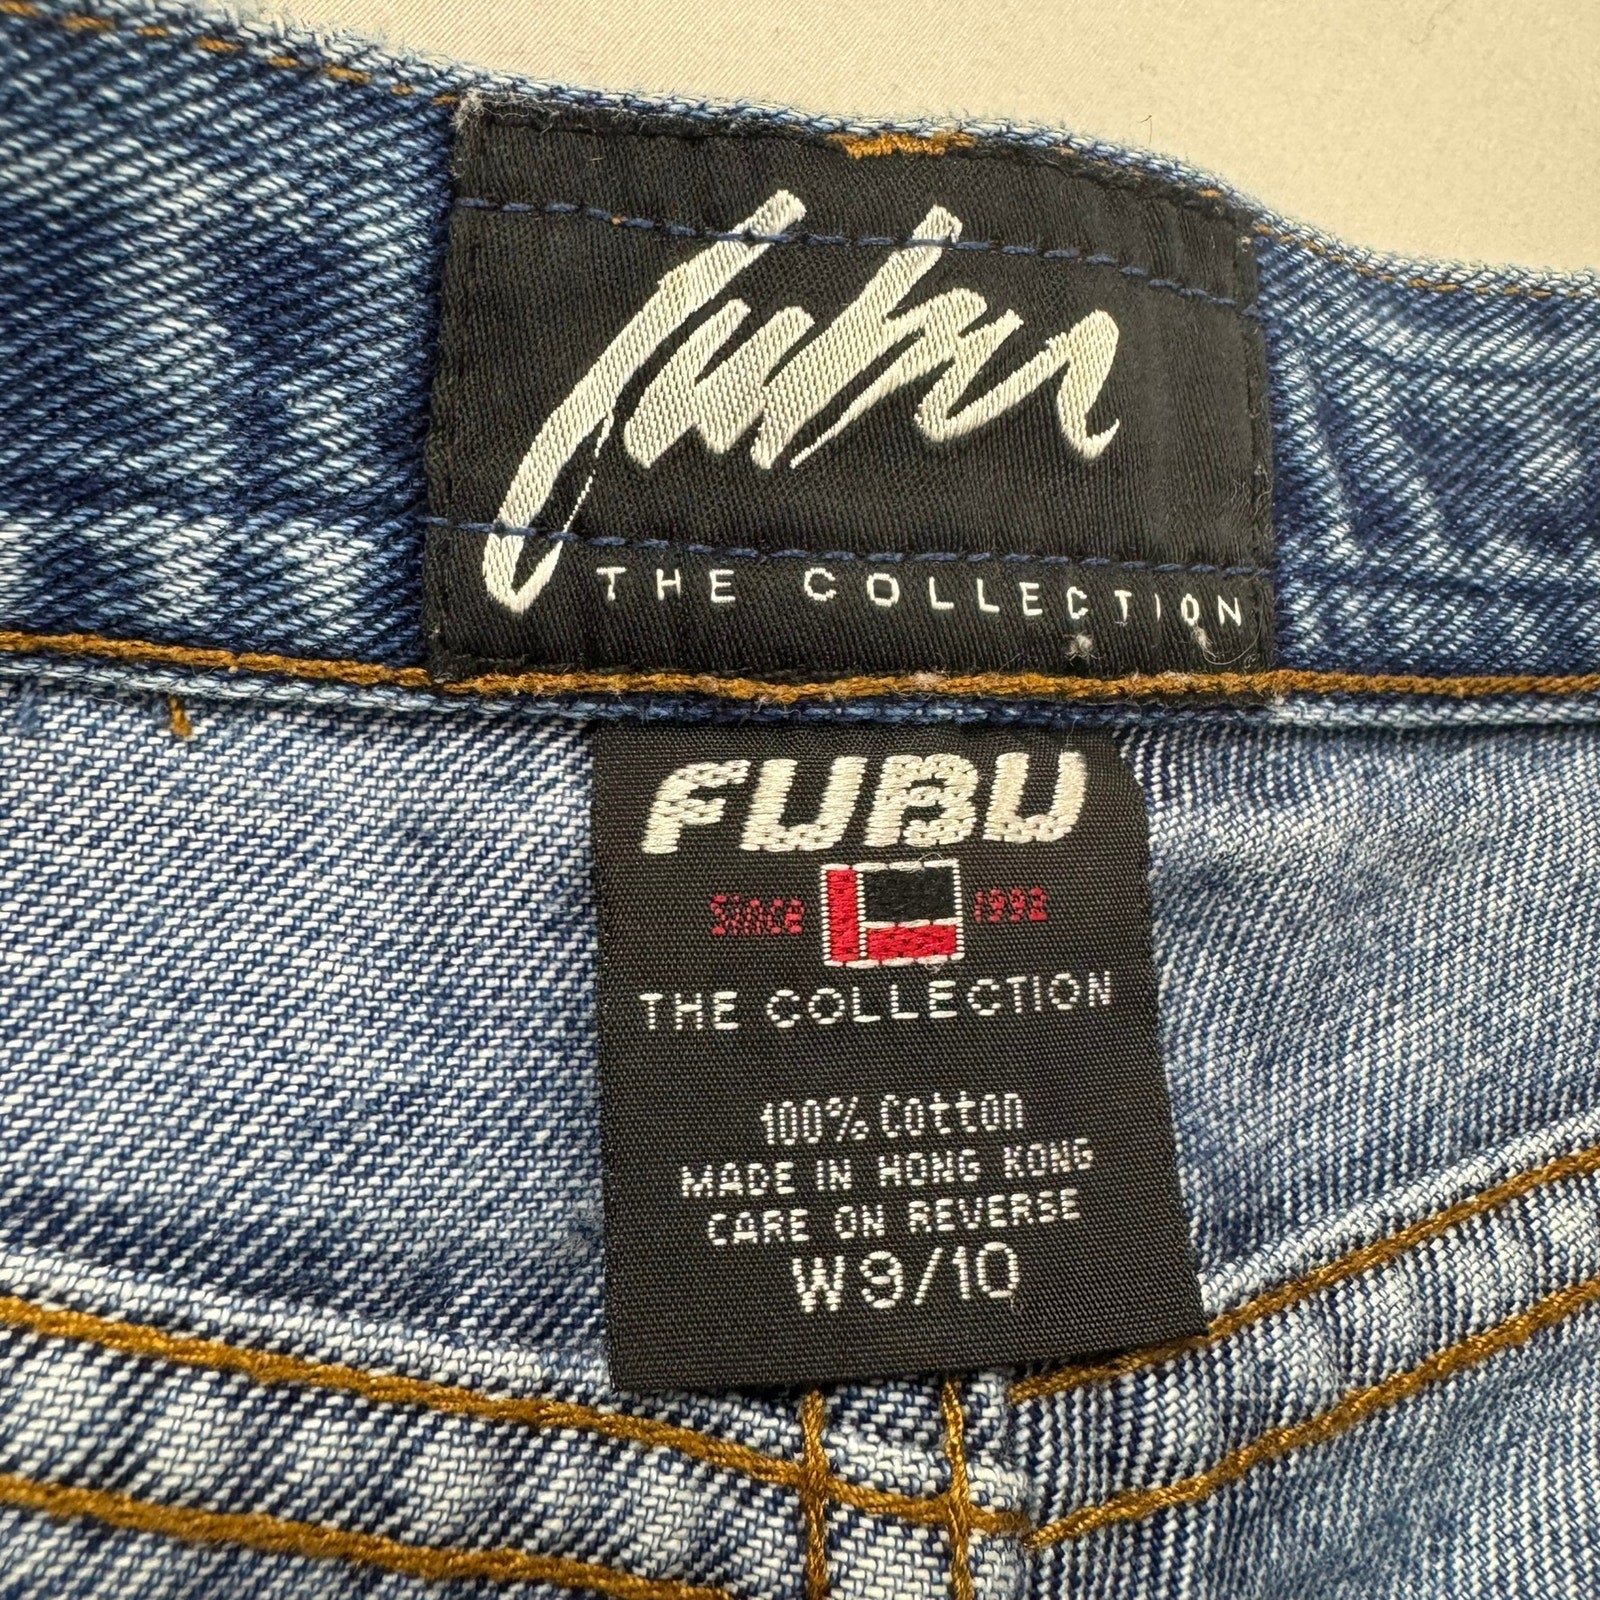 fubu
THE COLLECTION
FUBU
Since 1992
THE COLLECTION
100% Cotton
MADE IN HONG KONG
CARE ON REVERSE
W9/10